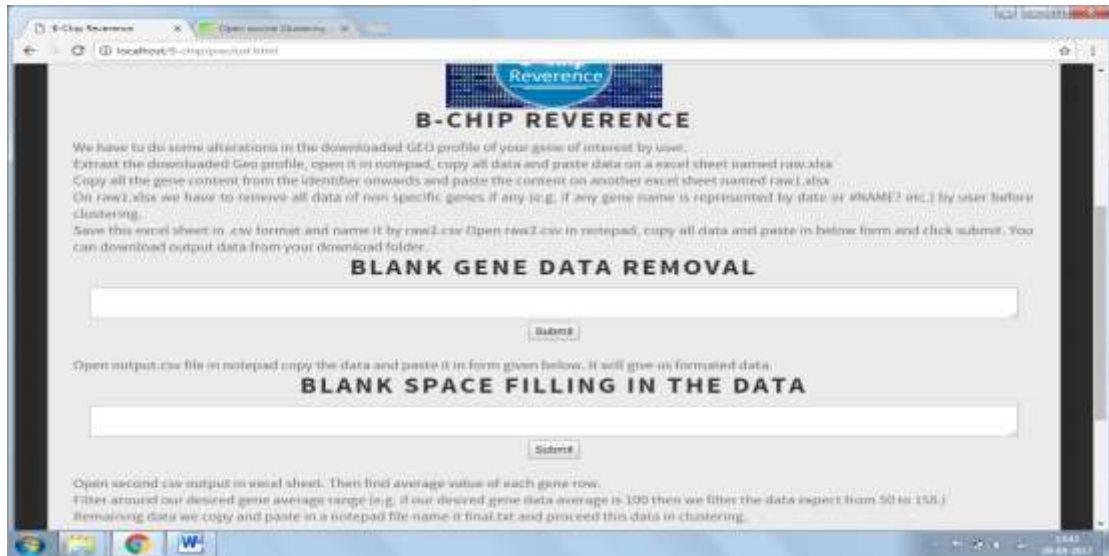 B-Chip Reverence
Open source Clustering
localhost/B-chip/practice.html
Reverence
B-CHIP REVERENCE
We have to do some alterations in the downloaded GEO profile of your gene of interest by user.
Extrast the downloaded Geo profile, open it in notepad, copy all data and paste data on a excel sheet named raw.xlsx
Copy all the gene content from the identifier onwards and paste the content on another excel sheet named raw1.xlsx
On raw1.xlsx we have to remove all data of non specific genes if any (e.g. if any gene name is represented by date or #NAME? etc.) by user before
clustering.
Save this excel sheet in .csv format and name it by raw2.csv Open raw2.csv in notepad, copy all data and paste in below form and click submit. You
can download output data from your download folder.
BLANK GENE DATA REMOVAL
Submit
Open output.csv file in notepad copy the data and paste it in form given below. It will give us formated data.
BLANK SPACE FILLING IN THE DATA
Submit
Open second csv output in excel sheet. Then find average value of each gene row.
Filter around our desired gene average range (e.g. if our desired gene data average is 100 then we filter the data expect from 50 to 150.)
Remaining data we copy and paste in a notepad file name it final.txt and proceed this data in clustering.